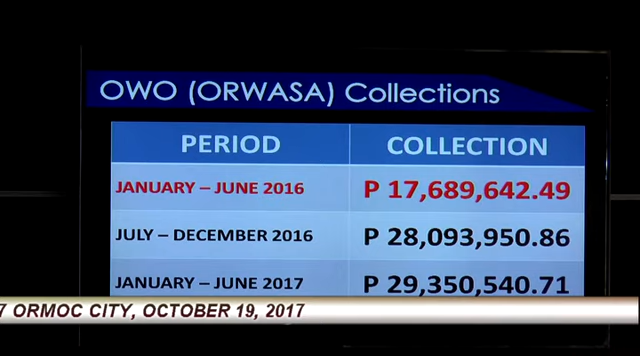 OWO (ORWASA) Collections
PERIOD COLLECTION
JANUARY – JUNE 2016 P 17,689,642.49
JULY – DECEMBER 2016 P 28,093,950.86
JANUARY – JUNE 2017 P 29,350,540.71
7 ORMOC CITY, OCTOBER 19, 2017